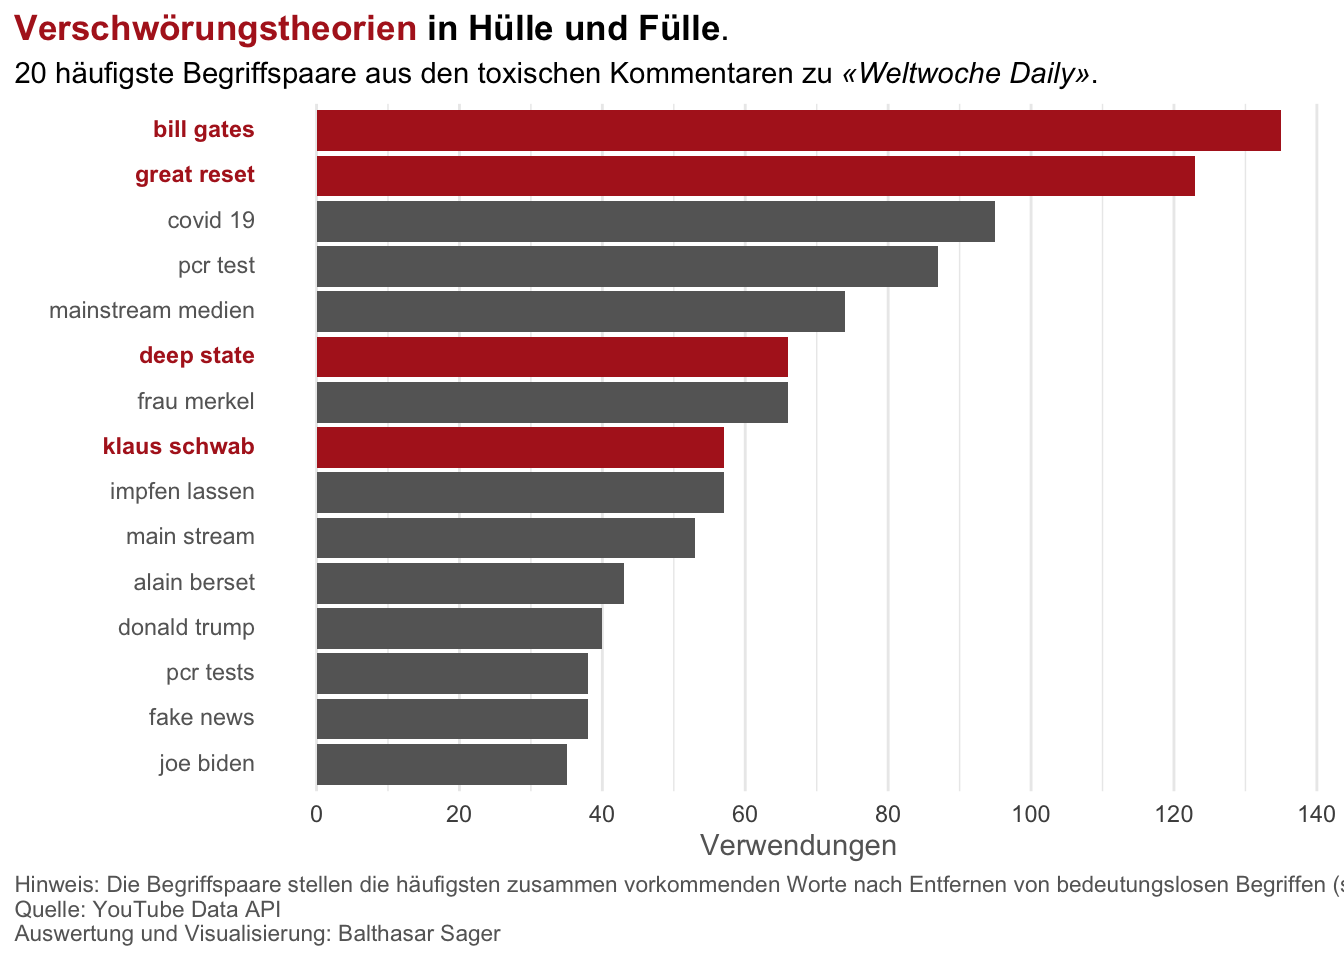 Verschwörungstheorien in Hülle und Fülle.
20 häufigste Begriffspaare aus den toxischen Kommentaren zu «Weltwoche Daily».
bill gates
great reset
covid 19
pcr test
mainstream medien
deep state
frau merkel
klaus schwab
impfen lassen
main stream
alain berset
donald trump
pcr tests
fake news
joe biden
0 20 40 60 80 100 120 140
Verwendungen
Hinweis: Die Begriffspaare stellen die häufigsten zusammen vorkommenden Worte nach Entfernen von bedeutungslosen Begriffen
Quelle: YouTube Data API
Auswertung und Visualisierung: Balthasar Sager